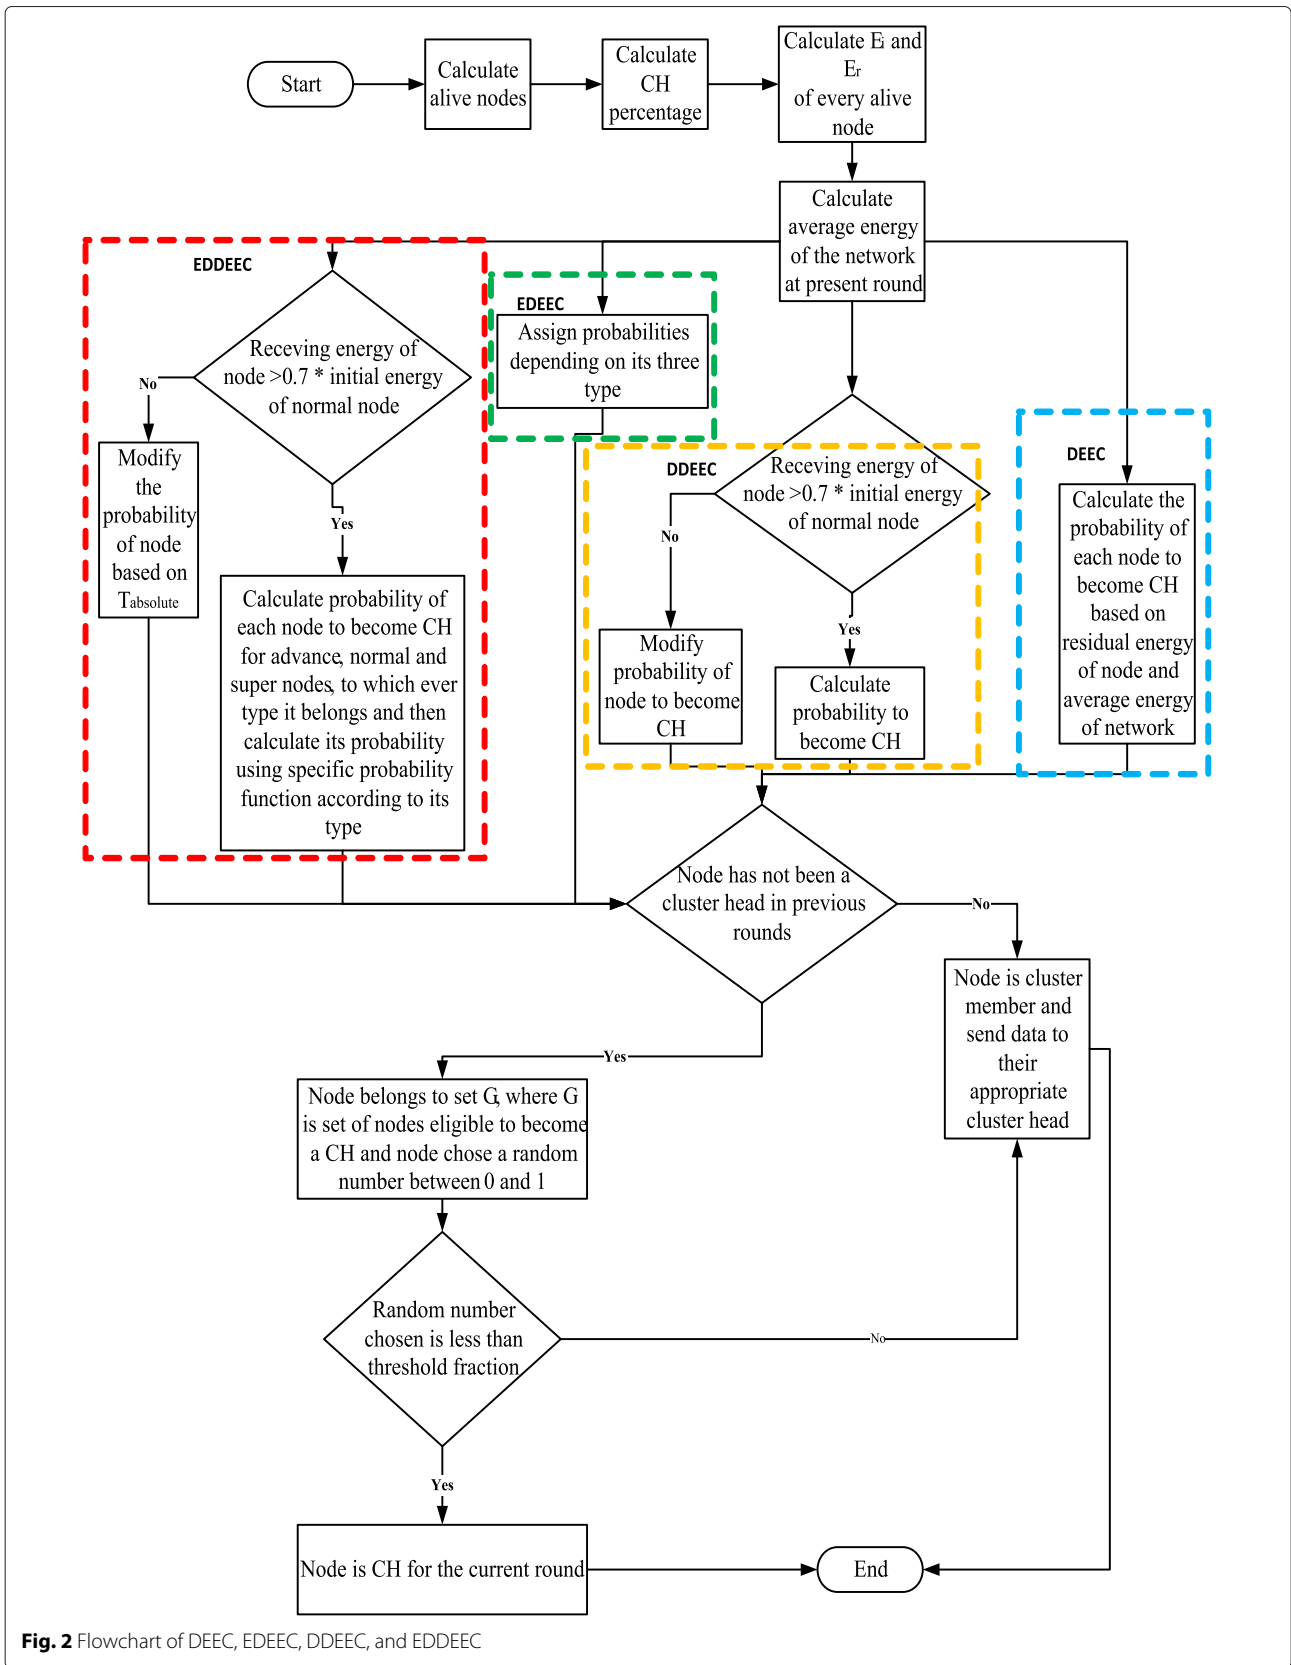 Start
Calculate
alive nodes
Calculate
CH
percentage
Calculate Ei and
Er
of every alive
node
Calculate
average energy
of the network
at present round
EDDEEC
Receving energy of
node >0.7 * initial energy
of normal node
No
Modify
the
probability
of node
based on
Tabsolute
Yes
Calculate probability of
each node to become CH
for advance, normal and
super nodes, to which ever
type it belongs and then
calculate its probability
using specific probability
function according to its
type
EDEEC
Assign probabilities
depending on its three
type
DDEEC
Receving energy of
node >0.7 * initial energy
of normal node
No
Modify
probability of
node to become
CH
Yes
Calculate
probability to
become CH
DEEC
Calculate the
probability of
each node to
become CH
based on
residual energy
of node and
average energy
of network
Node has not been a
cluster head in previous
rounds
No
Node is cluster
member and
send data to
their
appropriate
cluster head
Yes
Node belongs to set G, where G
is set of nodes eligible to become
a CH and node chose a random
number between 0 and 1
Random number
chosen is less than
threshold fraction
No
Yes
Node is CH for the current round
End
Fig. 2 Flowchart of DEEC, EDEEC, DDEEC, and EDDEEC